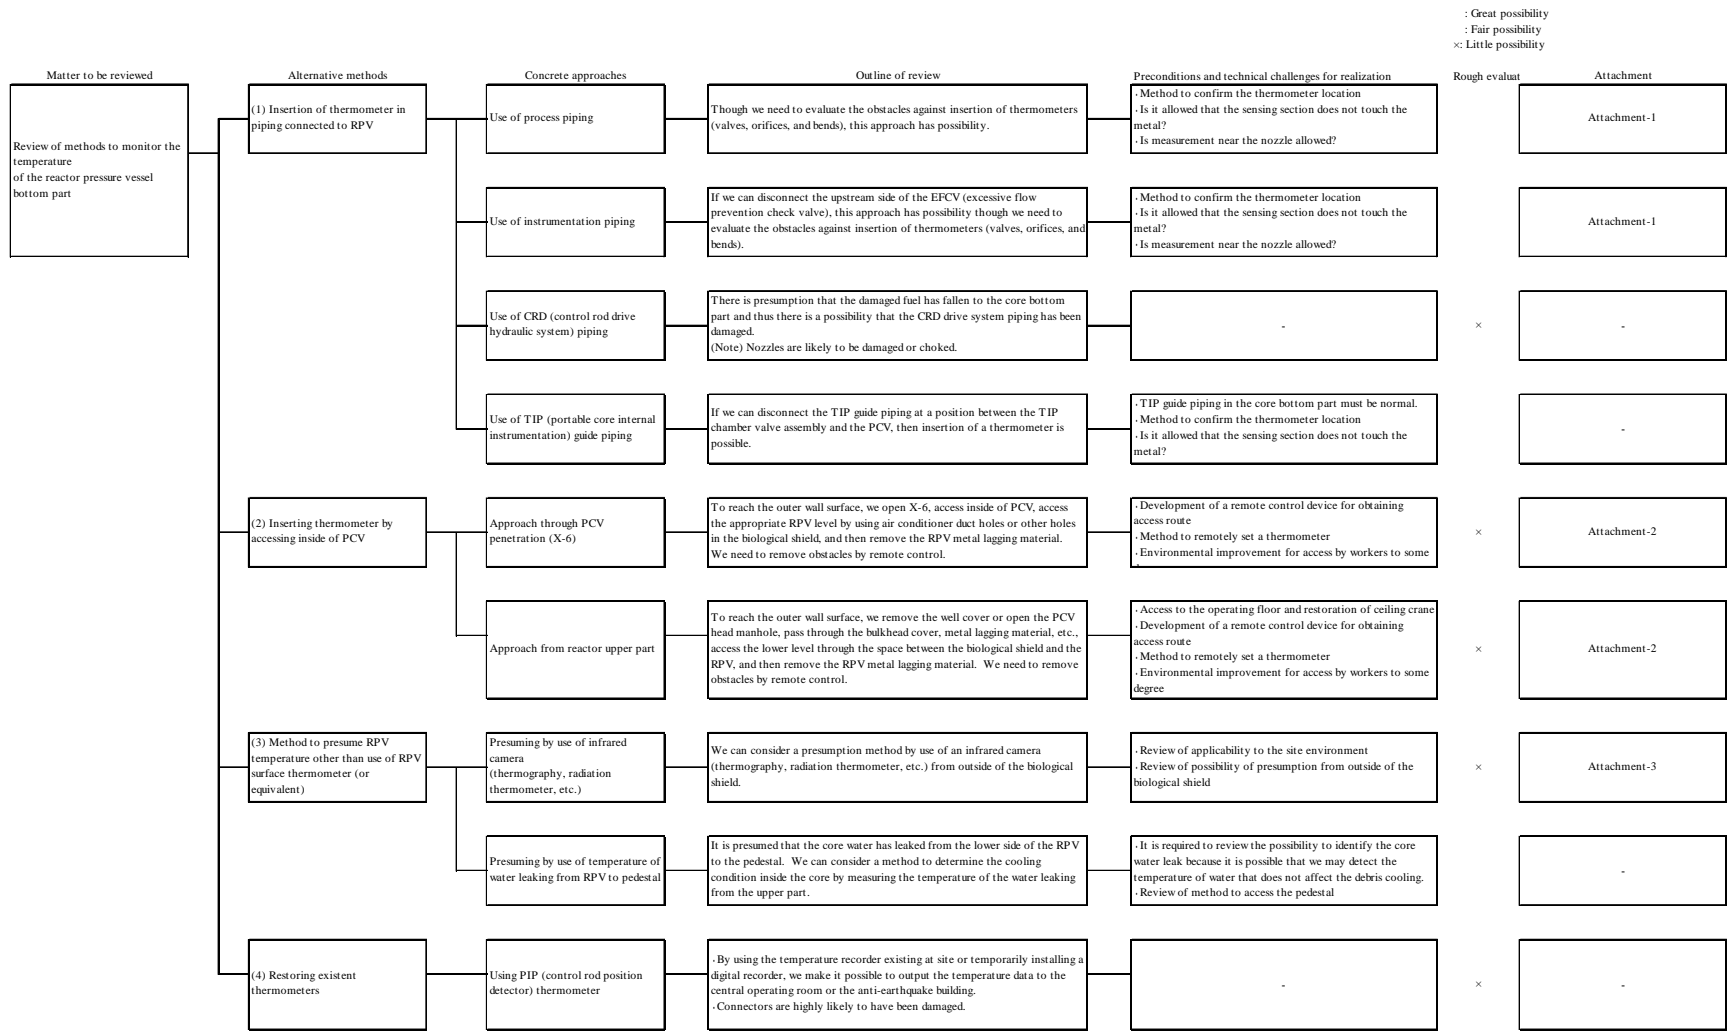 : Great possibility
: Fair possibility
×: Little possibility
Matter to be reviewed
Alternative methods
Concrete approaches
Outline of review
Preconditions and technical challenges for realization
Rough evaluat
Attachment
Review of methods to monitor the
temperature
of the reactor pressure vessel
bottom part
(1) Insertion of thermometer in
piping connected to RPV
Use of process piping
Though we need to evaluate the obstacles against insertion of thermometers
(valves, orifices, and bends), this approach has possibility.
·Method to confirm the thermometer location
·Is it allowed that the sensing section does not touch the
metal?
·Is measurement near the nozzle allowed?
Attachment-1
Use of instrumentation piping
If we can disconnect the upstream side of the EFCV (excessive flow
prevention check valve), this approach has possibility though we need to
evaluate the obstacles against insertion of thermometers (valves, orifices, and
bends).
·Method to confirm the thermometer location
·Is it allowed that the sensing section does not touch the
metal?
·Is measurement near the nozzle allowed?
Attachment-1
Use of CRD (control rod drive
hydraulic system) piping
There is presumption that the damaged fuel has fallen to the core bottom
part and thus there is a possibility that the CRD drive system piping has been
damaged.
(Note) Nozzles are likely to be damaged or choked.
-
×
-
Use of TIP (portable core internal
instrumentation) guide piping
If we can disconnect the TIP guide piping at a position between the TIP
chamber valve assembly and the PCV, then insertion of a thermometer is
possible.
·TIP guide piping in the core bottom part must be normal.
·Method to confirm the thermometer location
·Is it allowed that the sensing section does not touch the
metal?
-
(2) Inserting thermometer by
accessing inside of PCV
Approach through PCV
penetration (X-6)
To reach the outer wall surface, we open X-6, access inside of PCV, access
the appropriate RPV level by using air conditioner duct holes or other holes
in the biological shield, and then remove the RPV metal lagging material.
We need to remove obstacles by remote control.
·Development of a remote control device for obtaining
access route
·Method to remotely set a thermometer
·Environmental improvement for access by workers to some
×
Attachment-2
Approach from reactor upper part
To reach the outer wall surface, we remove the well cover or open the PCV
head manhole, pass through the bulkhead cover, metal lagging material, etc.,
access the lower level through the space between the biological shield and the
RPV, and then remove the RPV metal lagging material. We need to remove
obstacles by remote control.
·Access to the operating floor and restoration of ceiling crane
·Development of a remote control device for obtaining
access route
·Method to remotely set a thermometer
·Environmental improvement for access by workers to some
degree
×
Attachment-2
(3) Method to presume RPV
temperature other than use of RPV
surface thermometer (or
equivalent)
Presuming by use of infrared
camera
(thermography, radiation
thermometer, etc.)
We can consider a presumption method by use of an infrared camera
(thermography, radiation thermometer, etc.) from outside of the biological
shield.
·Review of applicability to the site environment
·Review of possibility of presumption from outside of the
biological shield
×
Attachment-3
Presuming by use of temperature of
water leaking from RPV to pedestal
It is presumed that the core water has leaked from the lower side of the RPV
to the pedestal. We can consider a method to determine the cooling
condition inside the core by measuring the temperature of the water leaking
from the upper part.
·It is required to review the possibility to identify the core
water leak because it is possible that we may detect the
temperature of water that does not affect the debris cooling.
·Review of method to access the pedestal
-
(4) Restoring existent
thermometers
Using PIP (control rod position
detector) thermometer
·By using the temperature recorder existing at site or temporarily installing a
digital recorder, we make it possible to output the temperature data to the
central operating room or the anti-earthquake building.
·Connectors are highly likely to have been damaged.
-
×
-